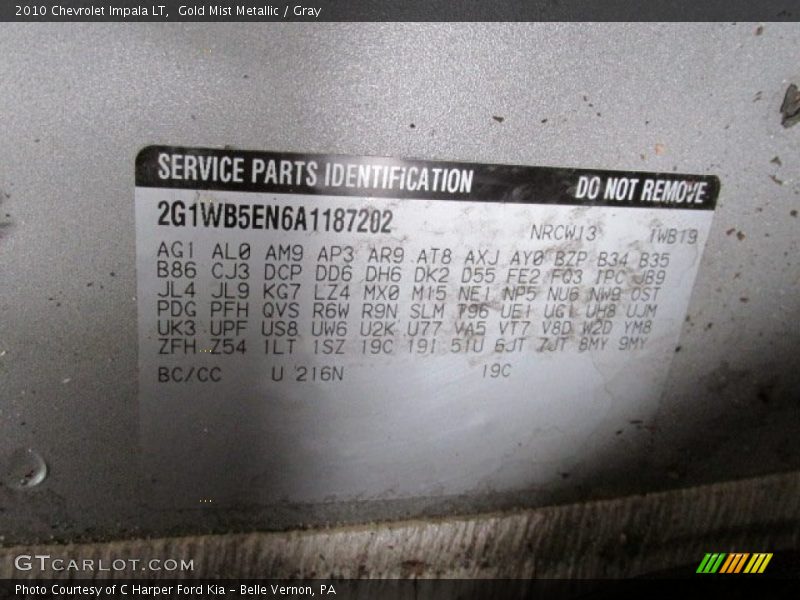 2010 Chevrolet Impala LT, Gold Mist Metallic / Gray
SERVICE PARTS IDENTIFICATION DO NOT REMOVE
2G1WB5EN6A1187202 NRCWJ3 1WB19
AG1 AL0 AM9 AP3 AR9 AT8 AXJ AY0 BZP B34 B35
B86 CJ3 DCP DD6 DH6 DK2 D55 FE2 FQ3 IPC JB9
JL4 JL9 KG7 LZ4 MX0 M15 NE1 NP5 NU6 NW9 OST
PDG PFH QVS R6W R9N SLM T96 UE1 UG1 UH8 UJM
UK3 UPF US8 UW6 U2K U77 VA5 VT7 V8D W2D YM8
ZFH Z54 1LT 1SZ 19C 19I 51U 6JT 7JT 8MY 9MY
BC/CC U 216N 19C
GTCARLOT.COM
Photo Courtesy of C Harper Ford Kia - Belle Vernon, PA